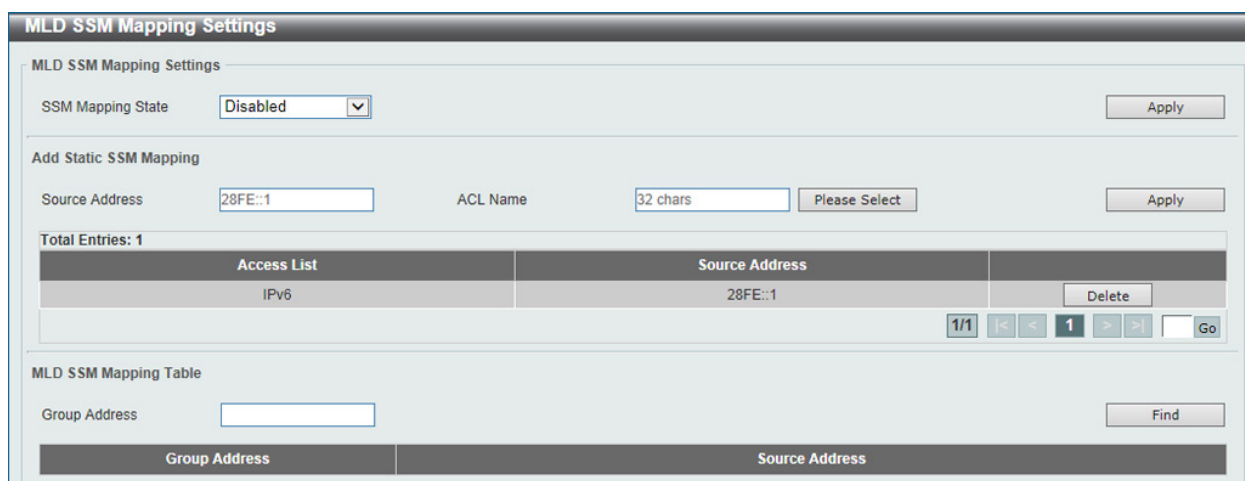 MLD SSM Mapping Settings
MLD SSM Mapping Settings
SSM Mapping State Disabled Apply
Add Static SSM Mapping
Source Address 28FE::1 ACL Name 32 chars Please Select Apply
Total Entries: 1
Access List Source Address
IPv6 28FE::1 Delete
1/1 |< < 1 > >| Go
MLD SSM Mapping Table
Group Address Find
Group Address Source Address